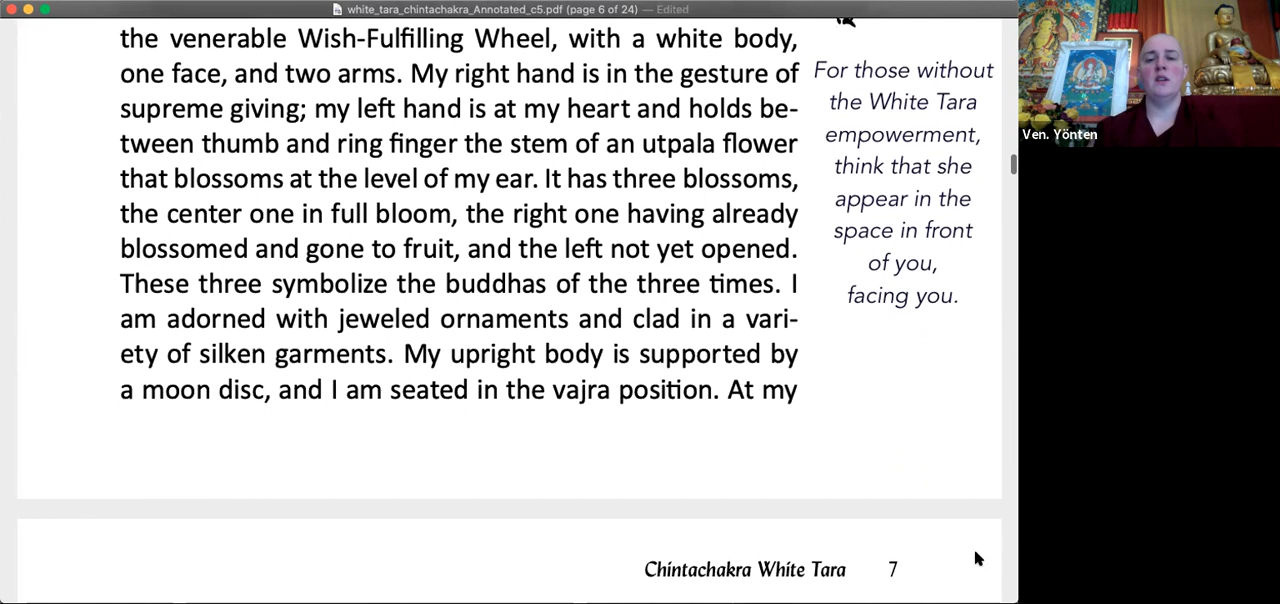 white_tara_chintachakra_Annotated_c5.pdf (page 6 of 24) — Edited
the venerable Wish-Fulfilling Wheel, with a white body,
one face, and two arms. My right hand is in the gesture of
supreme giving; my left hand is at my heart and holds be-
tween thumb and ring finger the stem of an utpala flower
that blossoms at the level of my ear. It has three blossoms,
the center one in full bloom, the right one having already
blossomed and gone to fruit, and the left not yet opened.
These three symbolize the buddhas of the three times. I
am adorned with jeweled ornaments and clad in a vari-
ety of silken garments. My upright body is supported by
a moon disc, and I am seated in the vajra position. At my
For those without
the White Tara
empowerment,
think that she
appear in the
space in front
of you,
facing you.
Chintachakra White Tara 7
Ven. Yönten